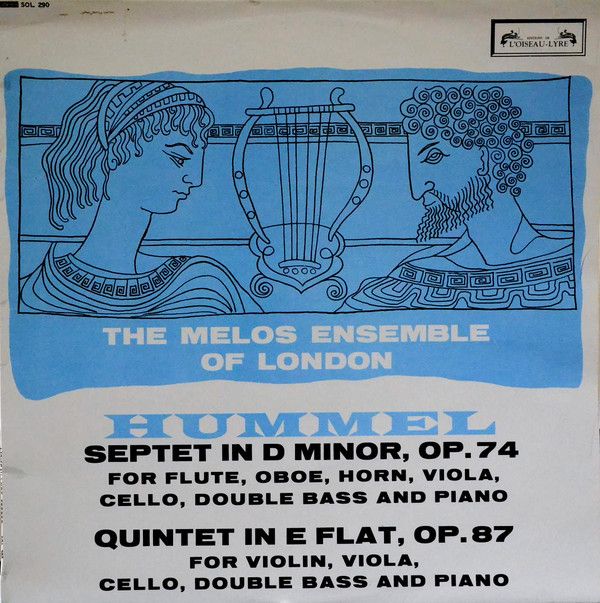 SOL 290
EDITIONS DE
L'OISEAU-LYRE
THE MELOS ENSEMBLE
OF LONDON
HUMMEL
SEPTET IN D MINOR, OP. 74
FOR FLUTE, OBOE, HORN, VIOLA,
CELLO, DOUBLE BASS AND PIANO
QUINTET IN E FLAT, OP. 87
FOR VIOLIN, VIOLA,
CELLO, DOUBLE BASS AND PIANO